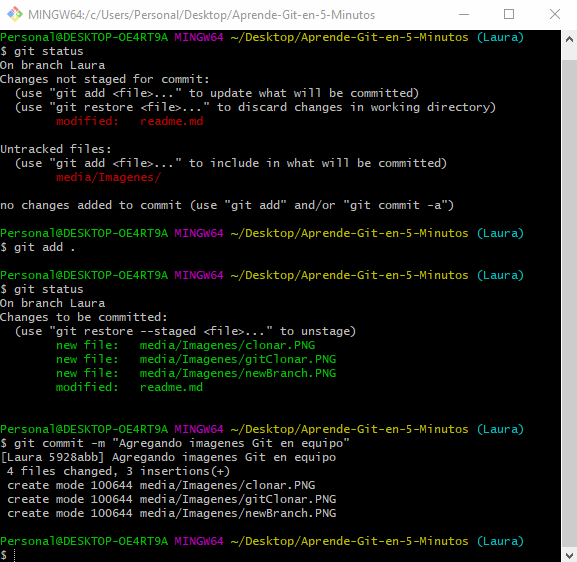 MINGW64:/c/Users/Personal/Desktop/Aprende-Git-en-5-Minutos
Personal@DESKTOP-OE4RT9A MINGW64 ~/Desktop/Aprende-Git-en-5-Minutos (Laura)
$ git status
On branch Laura
Changes not staged for commit:
  (use "git add <file>..." to update what will be committed)
  (use "git restore <file>..." to discard changes in working directory)
        modified:   readme.md

Untracked files:
  (use "git add <file>..." to include in what will be committed)
        media/Imagenes/

no changes added to commit (use "git add" and/or "git commit -a")

Personal@DESKTOP-OE4RT9A MINGW64 ~/Desktop/Aprende-Git-en-5-Minutos (Laura)
$ git add .

Personal@DESKTOP-OE4RT9A MINGW64 ~/Desktop/Aprende-Git-en-5-Minutos (Laura)
$ git status
On branch Laura
Changes to be committed:
  (use "git restore --staged <file>..." to unstage)
        new file:   media/Imagenes/clonar.PNG
        new file:   media/Imagenes/gitClonar.PNG
        new file:   media/Imagenes/newBranch.PNG
        modified:   readme.md

Personal@DESKTOP-OE4RT9A MINGW64 ~/Desktop/Aprende-Git-en-5-Minutos (Laura)
$ git commit -m "Agregando imagenes Git en equipo"
[Laura 5928abb] Agregando imagenes Git en equipo
 4 files changed, 3 insertions(+)
 create mode 100644 media/Imagenes/clonar.PNG
 create mode 100644 media/Imagenes/gitClonar.PNG
 create mode 100644 media/Imagenes/newBranch.PNG

Personal@DESKTOP-OE4RT9A MINGW64 ~/Desktop/Aprende-Git-en-5-Minutos (Laura)
$